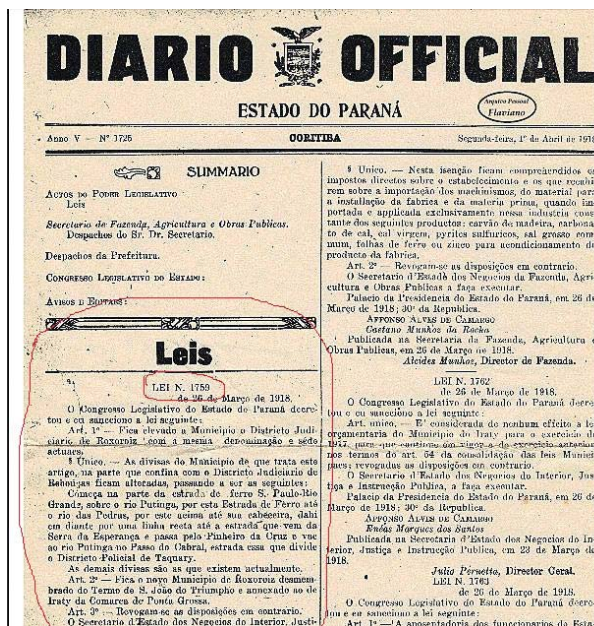 DIARIO OFFICIAL
ESTADO DO PARANÁ
Arquivo Pessoal
Flaviano
Anno V — Nº 1726
CORITIBA
Segunda-feira, 1º de Abril de 1918
SUMMARIO
ACTOS DO PODER LEGISLATIVO
Leis
Secretario de Fazenda, Agricultura e Obras Publicas.
Despachos do Sr. Dr. Secretario.
Despachos da Prefeitura.
CONGRESSO LEGISLATIVO DO ESTADO:
AVISOS E EDITAES:
Leis
LEI N. 1759
de 26 de Março de 1918.
O Congresso Legislativo do Estado do Paraná decre-
tou e eu sancciono a lei seguinte:
Art. 1º — Fica elevado a Municipio o Districto Judi-
ciario de Roxoroiz com a mesma denominação e séde
actuaes.
§ Unico. — As divisas do Municipio de que trata este
artigo, na parte que confina com o Districto Judiciario de
Rebouças ficam alteradas, passando a ser as seguintes:
Começa na parte da estrada de ferro S. Paulo-Rio
Grande, sobre o rio Putinga, por esta Estrada de Ferro até
o rio das Pedras, por este acima até sua cabeceira, dahi
em diante por uma linha recta até a estrada que vem da
Serra da Esperança e passa pelo Pinheiro da Cruz e vae
ao rio Putinga no Passo do Cabral, estrada essa que divide
o Districto Policial de Taquary.
As demais divisas são as que existem actualmente.
Art. 2º — Fica o novo Municipio de Roxoroiz desmem-
brado do Termo de S. João do Triumpho e annexado ao de
Iraty da Comarca de Ponta Grossa.
Art. 3º — Revogam-se as disposições em contrario.
O Secretario d'Estado dos Negocios do Interior, Justi-
§ Unico. — Nesta isenção ficam comprehendidos os
impostos directos sobre o estabelecimento e os que recahi-
rem sobre a importação dos machinismos, do material para
a installação da fabrica e da materia prima, quando im-
portada e applicada exclusivamente nessa industria cons-
tante dos seguintes productos: carvão de madeira, carbona-
to de cal, cal virgem, pyrites sulfuricos, sal grosso com-
mum, folhas de ferro ou zinco para acondicionamento do
producto da fabrica.
Art. 2º — Revogam-se as disposições em contrario.
O Secretario d'Estado dos Negocios da Fazenda, Agri-
cultura e Obras Publicas a faça executar.
Palacio da Presidencia do Estado do Paraná, em 26 de
Março de 1918; 30º da Republica.
AFFONSO ALVES DE CAMARGO
Caetano Munhoz da Rocha
Publicada na Secretaria da Fazenda, Agricultura e
Obras Publicas, em 26 de Março de 1918.
Alcides Munhoz, Director de Fazenda.
LEI N. 1762
de 26 de Março de 1918.
O Congresso Legislativo do Estado do Paraná decre-
tou e eu sancciono a lei seguinte:
Art. unico. — E' considerada de nenhum effeito a lei
orçamentaria do Municipio do Iraty para o exercicio de
1917, para que continue em vigor a do exercicio anterior
nos termos do art. 54 da consolidação das leis Munici-
paes; revogadas as disposições em contrario.
O Secretario d'Estado dos Negocios do Interior, Jus-
tiça e Instrucção Publica, a faça executar.
Palacio da Presidencia do Estado do Paraná, em 26 de
Março de 1918; 30º da Republica.
AFFONSO ALVES DE CAMARGO
Enéas Marques dos Santos
Publicada na Secretaria d'Estado dos Negocios do In-
terior, Justiça e Instrucção Publica, em 23 de Março de
1918.
Julio Pernetta, Director Geral.
LEI N. 1763
de 26 de Março de 1918.
O Congresso Legislativo do Estado do Paraná decre-
tou e eu sancciono a lei seguinte:
Art. 1º — A aposentadoria dos funccionarios do Esta-